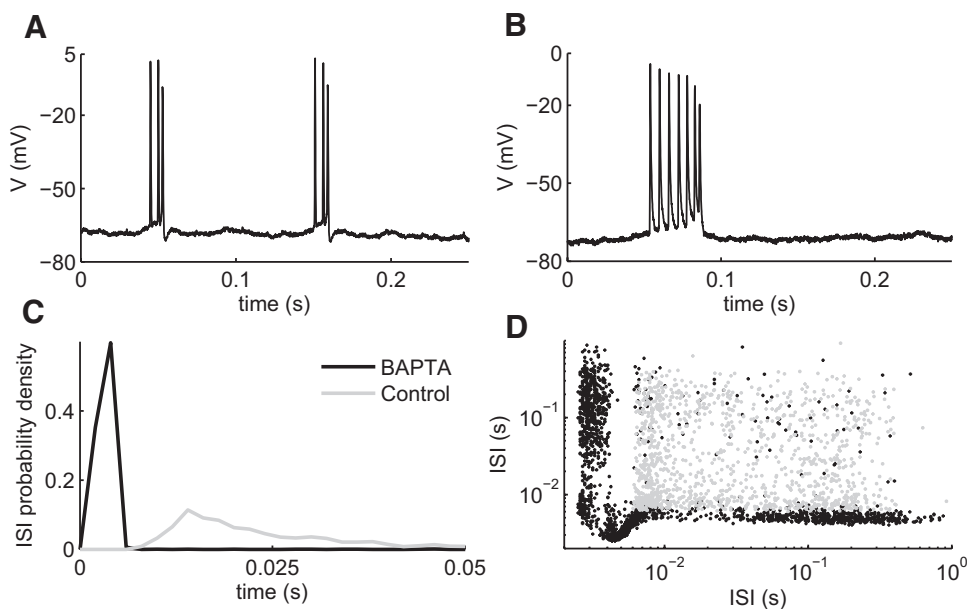 A
5
−20
−50
−80
V (mV)
0
0.1
0.2
time (s)
B
0
−20
−50
−80
V (mV)
0
0.1
0.2
time (s)
C
ISI probability density
0.4
0.2
0
BAPTA
Control
0
0.025
0.05
time (s)
D
ISI (s)
10⁻¹
10⁻²
10⁻²
10⁻¹
10⁰
ISI (s)